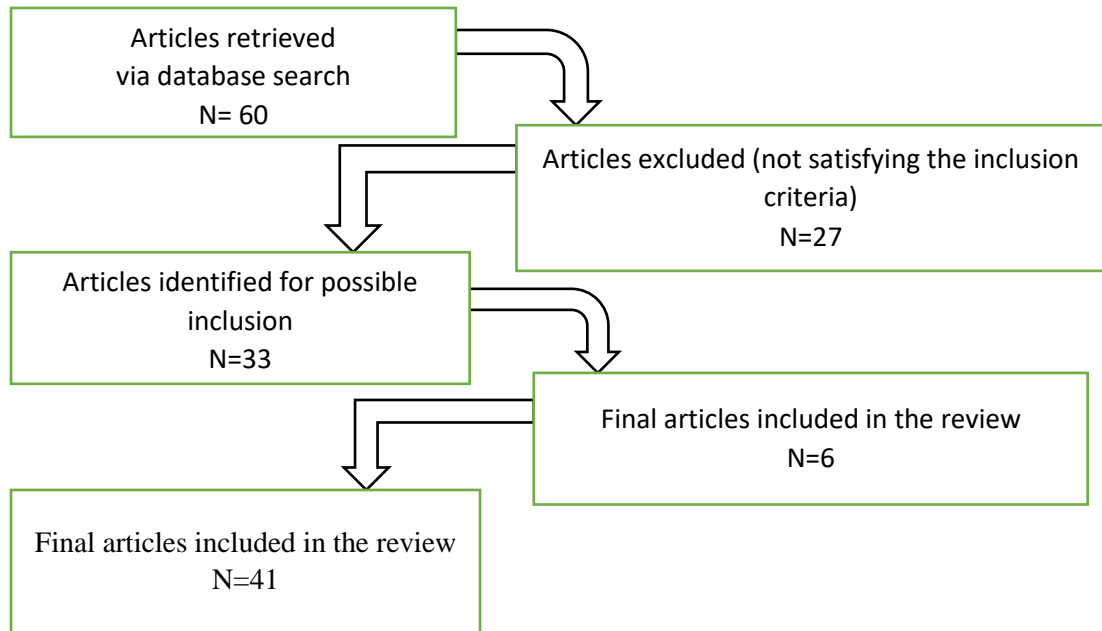 Articles retrieved
via database search
N= 60
Articles excluded (not satisfying the inclusion
criteria)
N=27
Articles identified for possible
inclusion
N=33
Final articles included in the review
N=6
Final articles included in the review
N=41